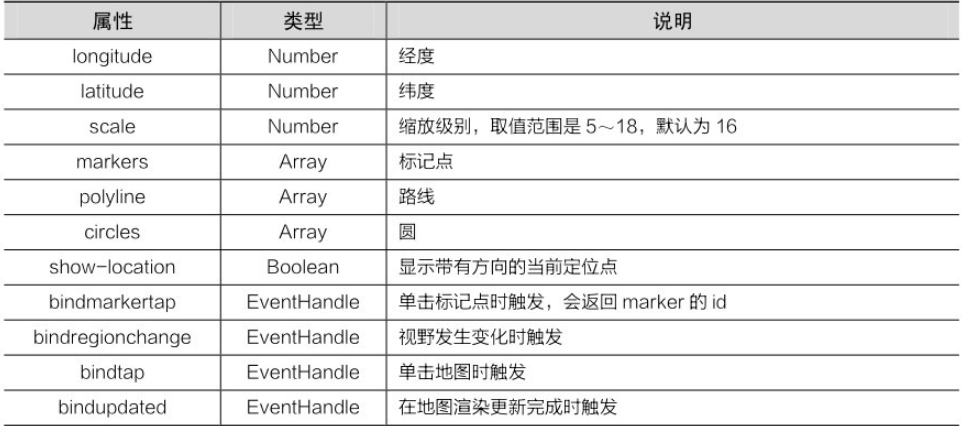 属性 类型 说明
longitude Number 经度
latitude Number 纬度
scale Number 缩放级别，取值范围是 5～18，默认为 16
markers Array 标记点
polyline Array 路线
circles Array 圆
show-location Boolean 显示带有方向的当前定位点
bindmarkertap EventHandle 单击标记点时触发，会返回 marker 的 id
bindregionchange EventHandle 视野发生变化时触发
bindtap EventHandle 单击地图时触发
bindupdated EventHandle 在地图渲染更新完成时触发